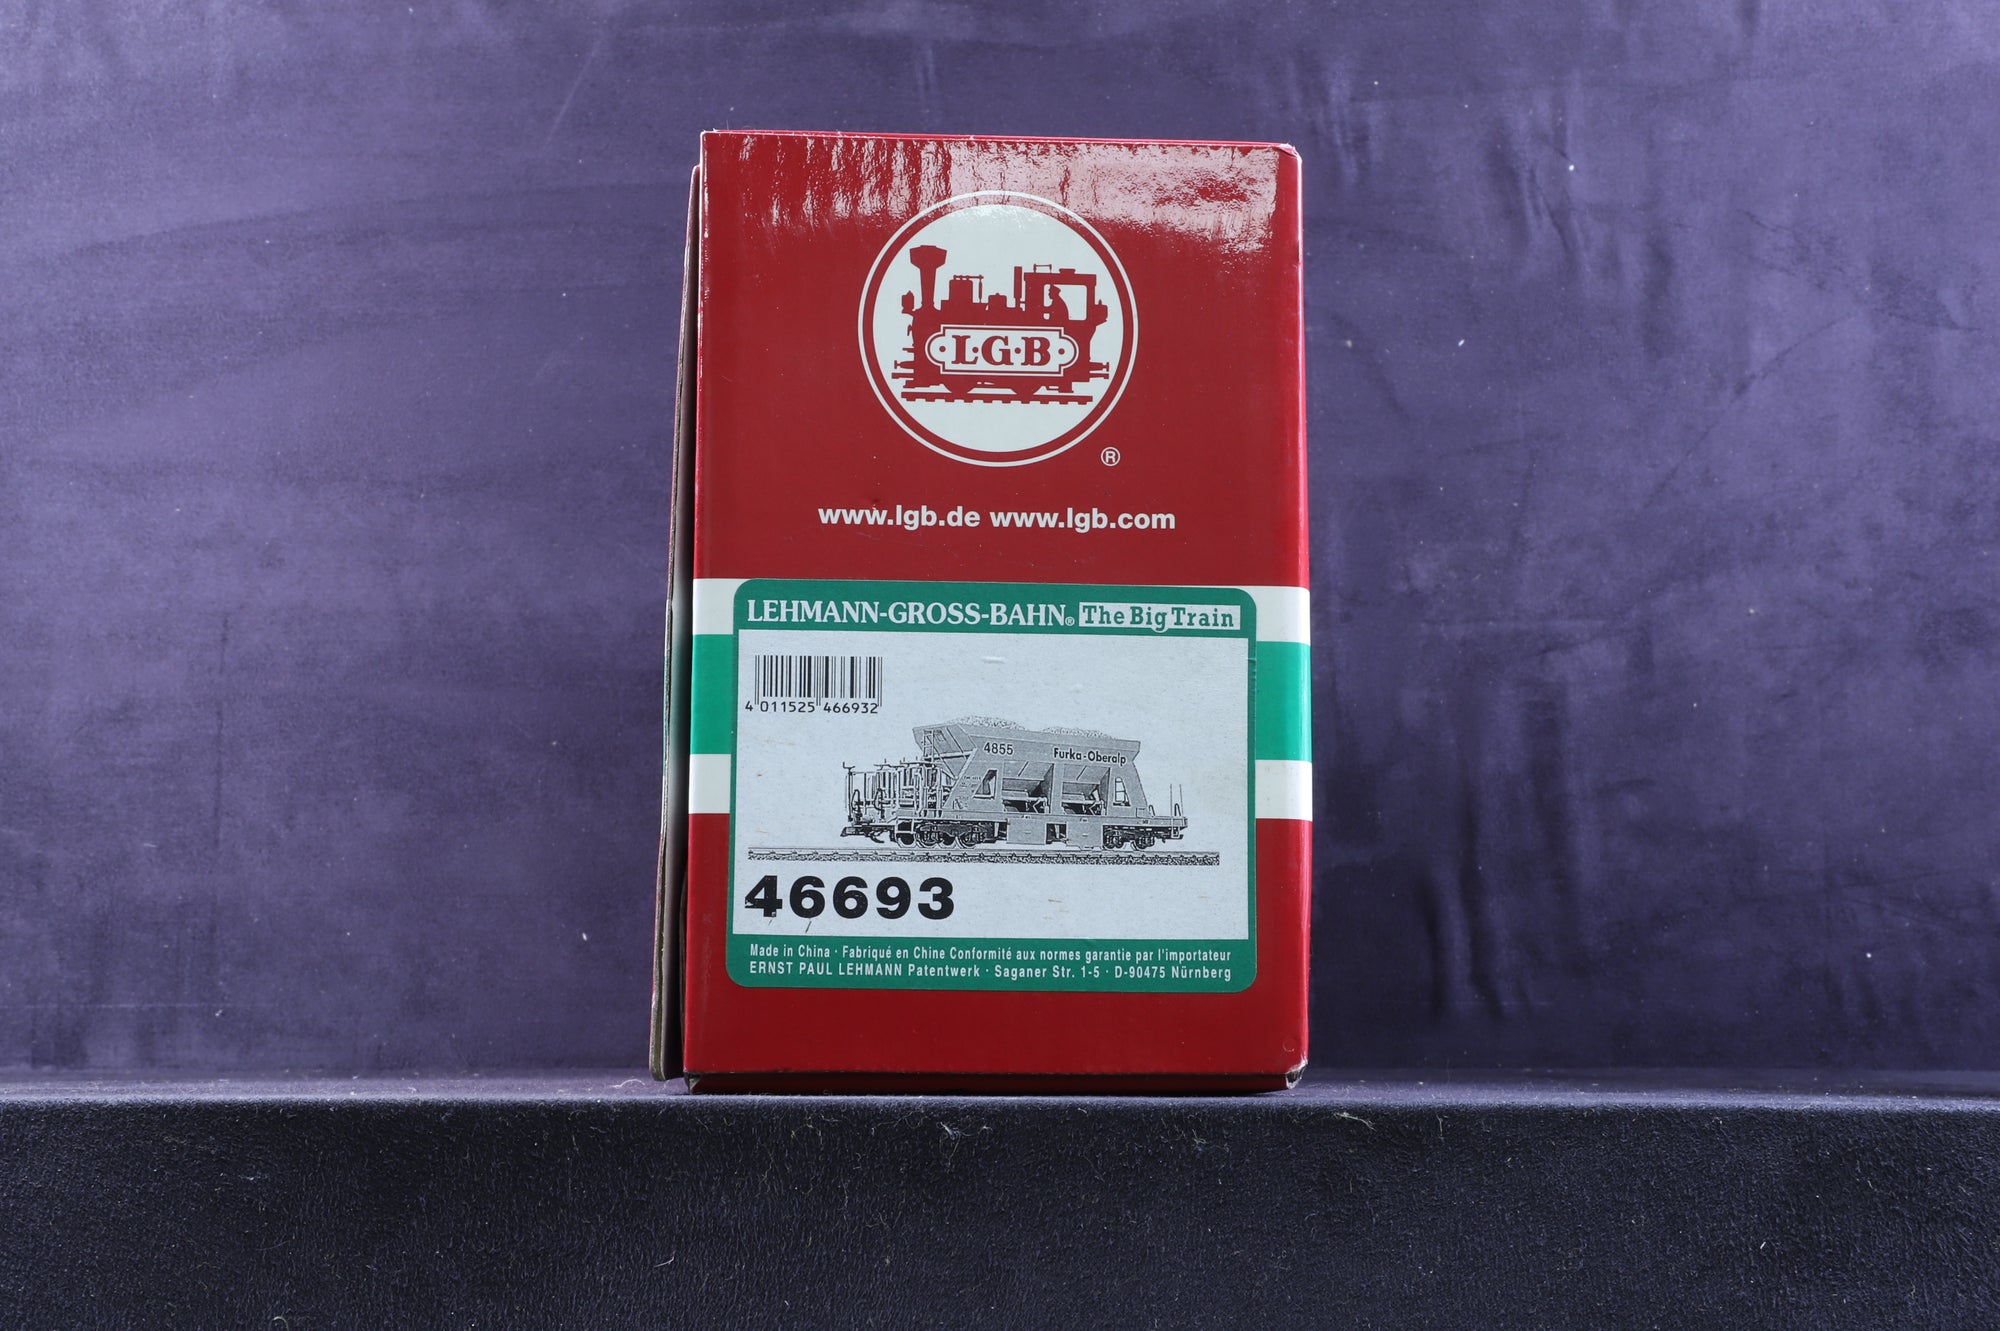 L·G·B
®
www.lgb.de www.lgb.com
LEHMANN-GROSS-BAHN® The Big Train
4 011525 466932
4855 Furka-Oberalp
46693
Made in China · Fabriqué en Chine Conformité aux normes garantie par l'importateur
ERNST PAUL LEHMANN Patentwerk · Saganer Str. 1-5 · D-90475 Nürnberg